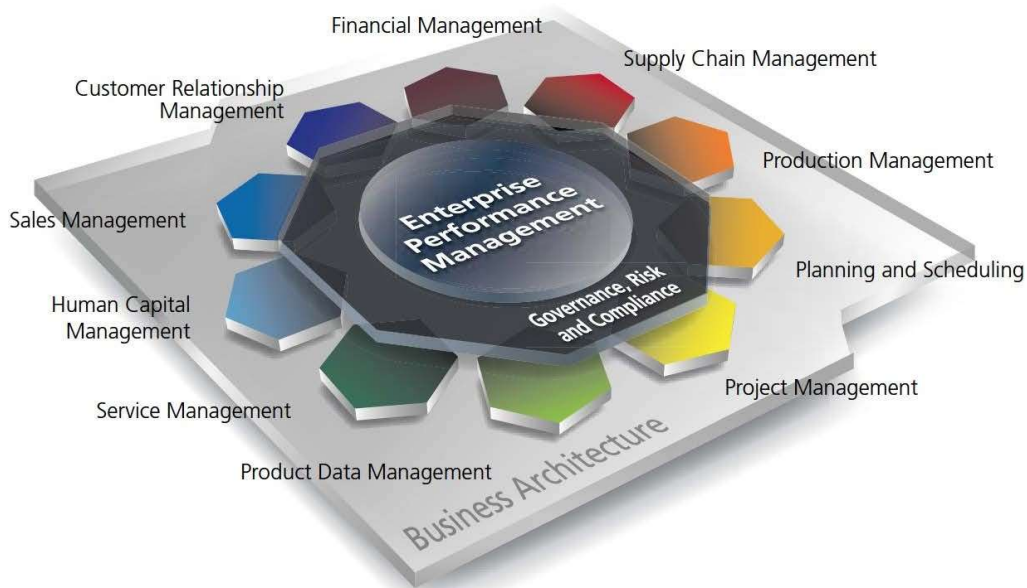 Financial Management
Supply Chain Management
Customer Relationship
Management
Production Management
Sales Management
Enterprise
Performance
Management
Planning and Scheduling
Governance, Risk
and Compliance
Human Capital
Management
Project Management
Service Management
Product Data Management
Business Architecture